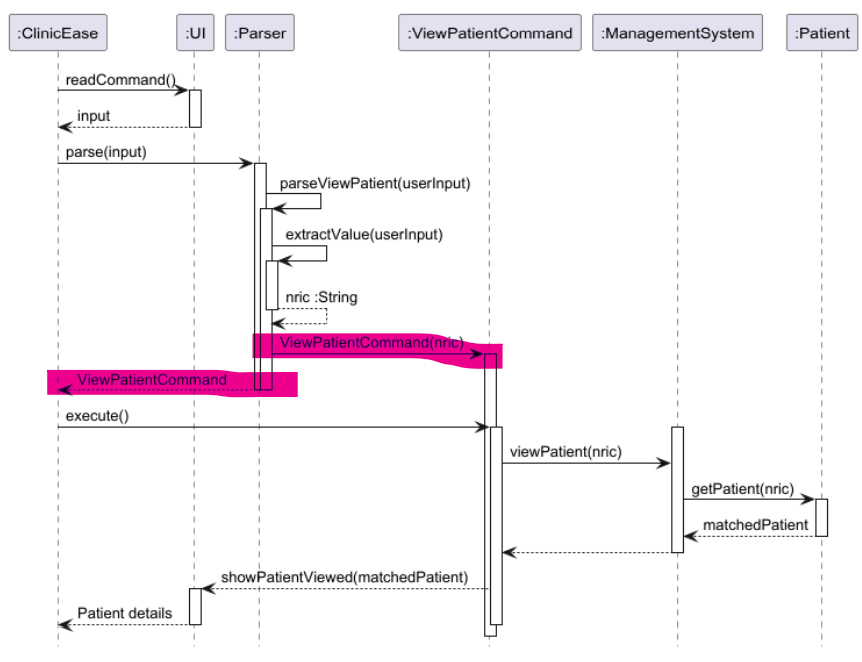 :ClinicEase
:UI
:Parser
:ViewPatientCommand
:ManagementSystem
:Patient
readCommand()
input
parse(input)
parseViewPatient(userInput)
extractValue(userInput)
nric :String
ViewPatientCommand(nric)
ViewPatientCommand
execute()
viewPatient(nric)
getPatient(nric)
matchedPatient
showPatientViewed(matchedPatient)
Patient details